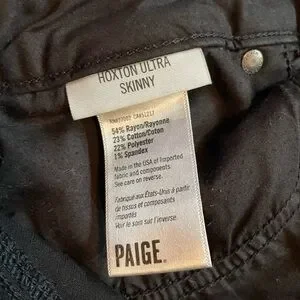 HOXTON ULTRA
SKINNY
54% Rayon/Rayonne
23% Cotton/Coton
22% Polyester
1% Spandex
Made in the USA of Imported
fabric and components
See care on reverse.
Fabriqué aux États-Unis à partir
de tissus et composants
importés
Voir le soin sur l'inverse.
PAIGE.